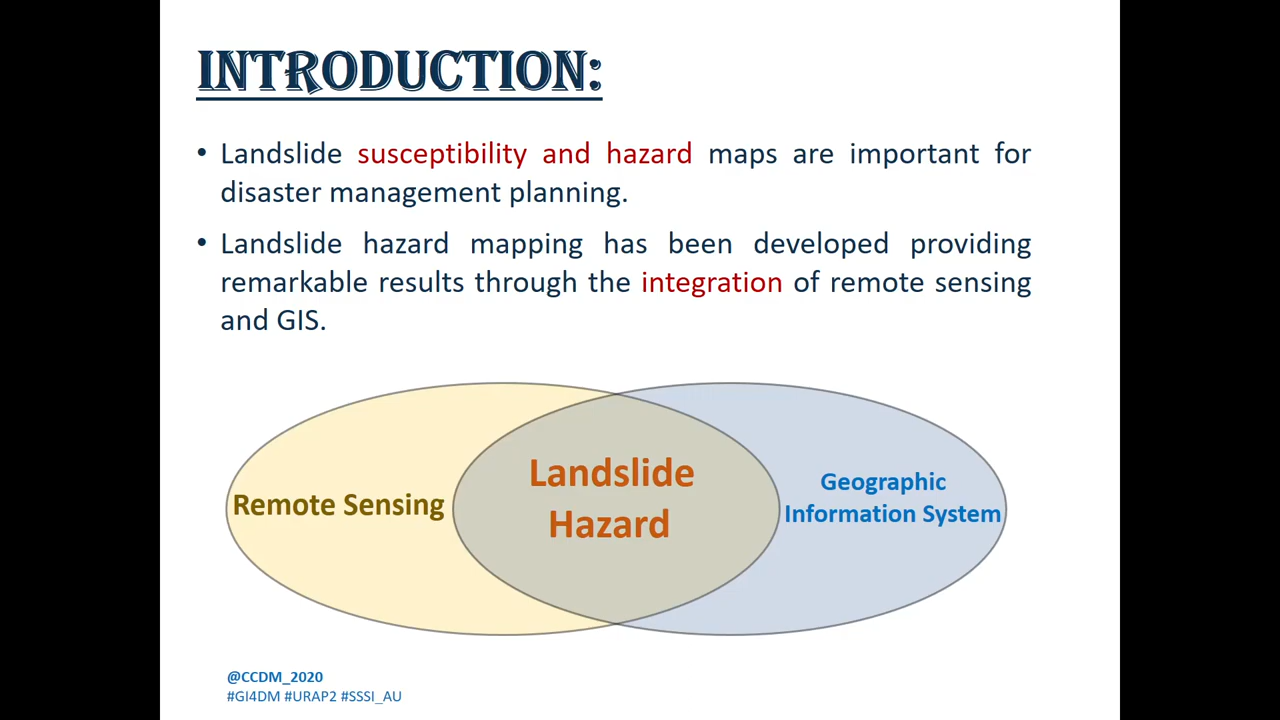 INTRODUCTION:
• Landslide susceptibility and hazard maps are important for
disaster management planning.
• Landslide hazard mapping has been developed providing
remarkable results through the integration of remote sensing
and GIS.
Remote Sensing
Landslide
Hazard
Geographic
Information System
@CCDM_2020
#GI4DM #URAP2 #SSSI_AU